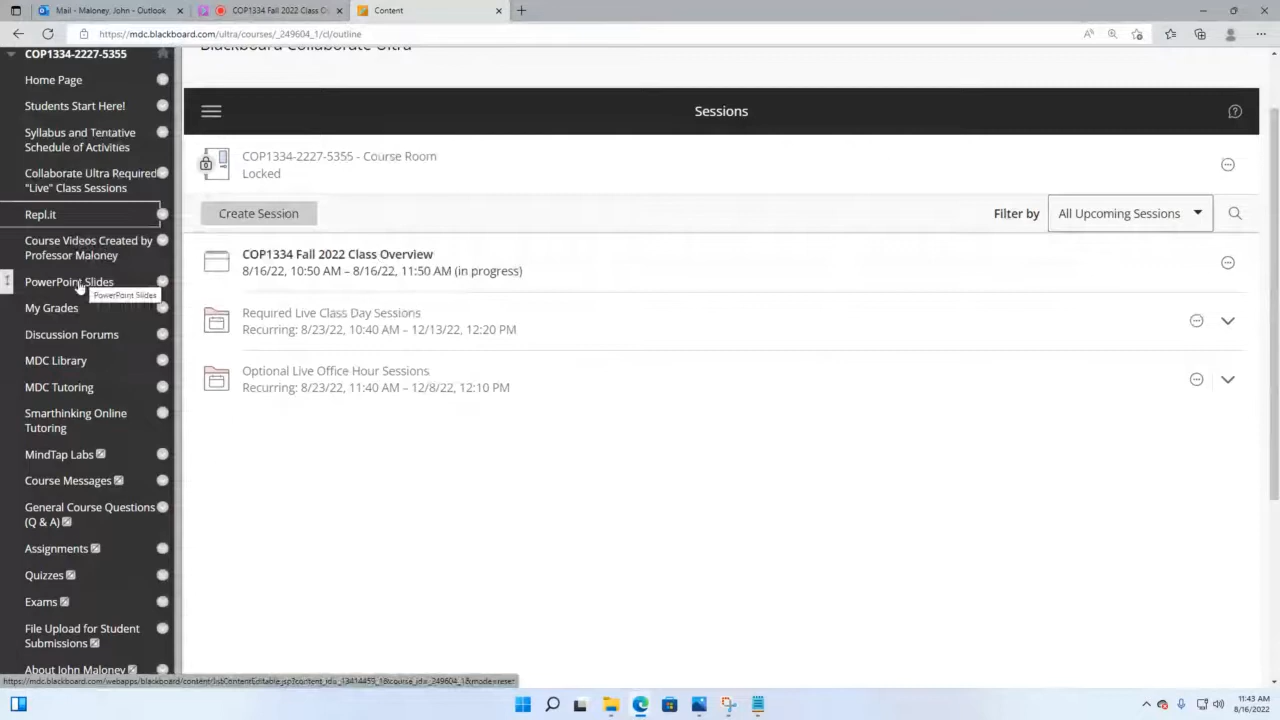 Mail - Maloney, John - Outlook
COP1334 Fall 2022 Class O
Content
https://mdc.blackboard.com/ultra/courses/_249604_1/cl/outline
COP1334-2227-5355
Home Page
Students Start Here!
Syllabus and Tentative
Schedule of Activities
Collaborate Ultra Required
"Live" Class Sessions
Repl.it
Course Videos Created by
Professor Maloney
PowerPoint Slides
PowerPoint Slides
My Grades
Discussion Forums
MDC Library
MDC Tutoring
Smarthinking Online
Tutoring
MindTap Labs
Course Messages
General Course Questions
(Q & A)
Assignments
Quizzes
Exams
File Upload for Student
Submissions
About John Maloney
Blackboard Collaborate Ultra
Sessions
COP1334-2227-5355 - Course Room
Locked
Create Session
Filter by
All Upcoming Sessions
COP1334 Fall 2022 Class Overview
8/16/22, 10:50 AM – 8/16/22, 11:50 AM (in progress)
Required Live Class Day Sessions
Recurring: 8/23/22, 10:40 AM – 12/13/22, 12:20 PM
Optional Live Office Hour Sessions
Recurring: 8/23/22, 11:40 AM – 12/8/22, 12:10 PM
11:43 AM
8/16/2022